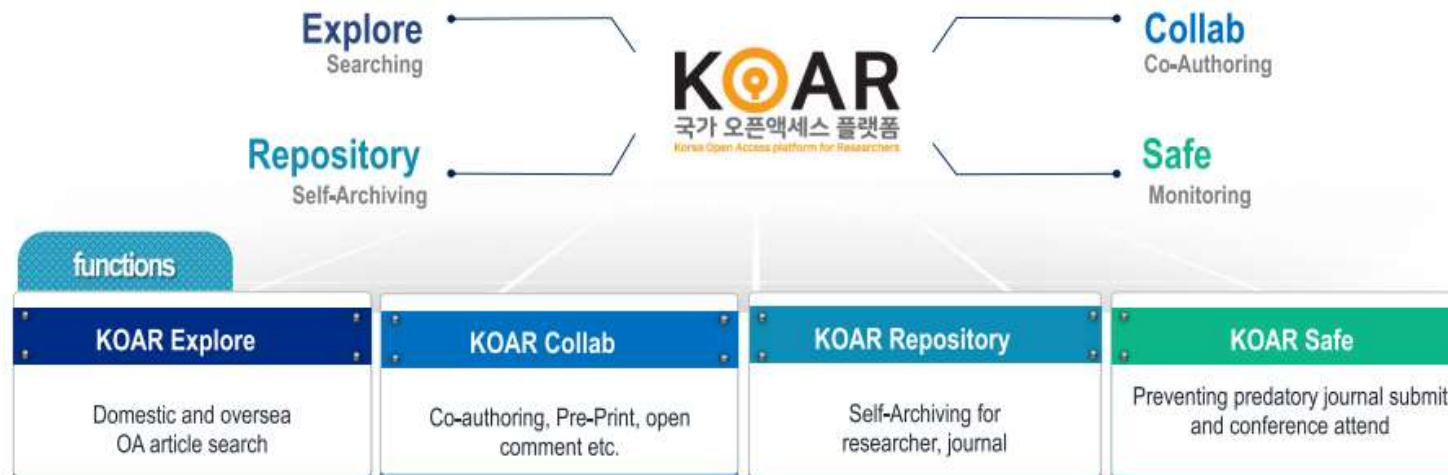 Explore
Searching
Collab
Co-Authoring
KOAR
국가 오픈액세스 플랫폼
Korea Open Access platform for Researchers
Repository
Self-Archiving
Safe
Monitoring
functions
KOAR Explore
Domestic and oversea
OA article search
KOAR Collab
Co-authoring, Pre-Print, open
comment etc.
KOAR Repository
Self-Archiving for
researcher, journal
KOAR Safe
Preventing predatory journal submit
and conference attend